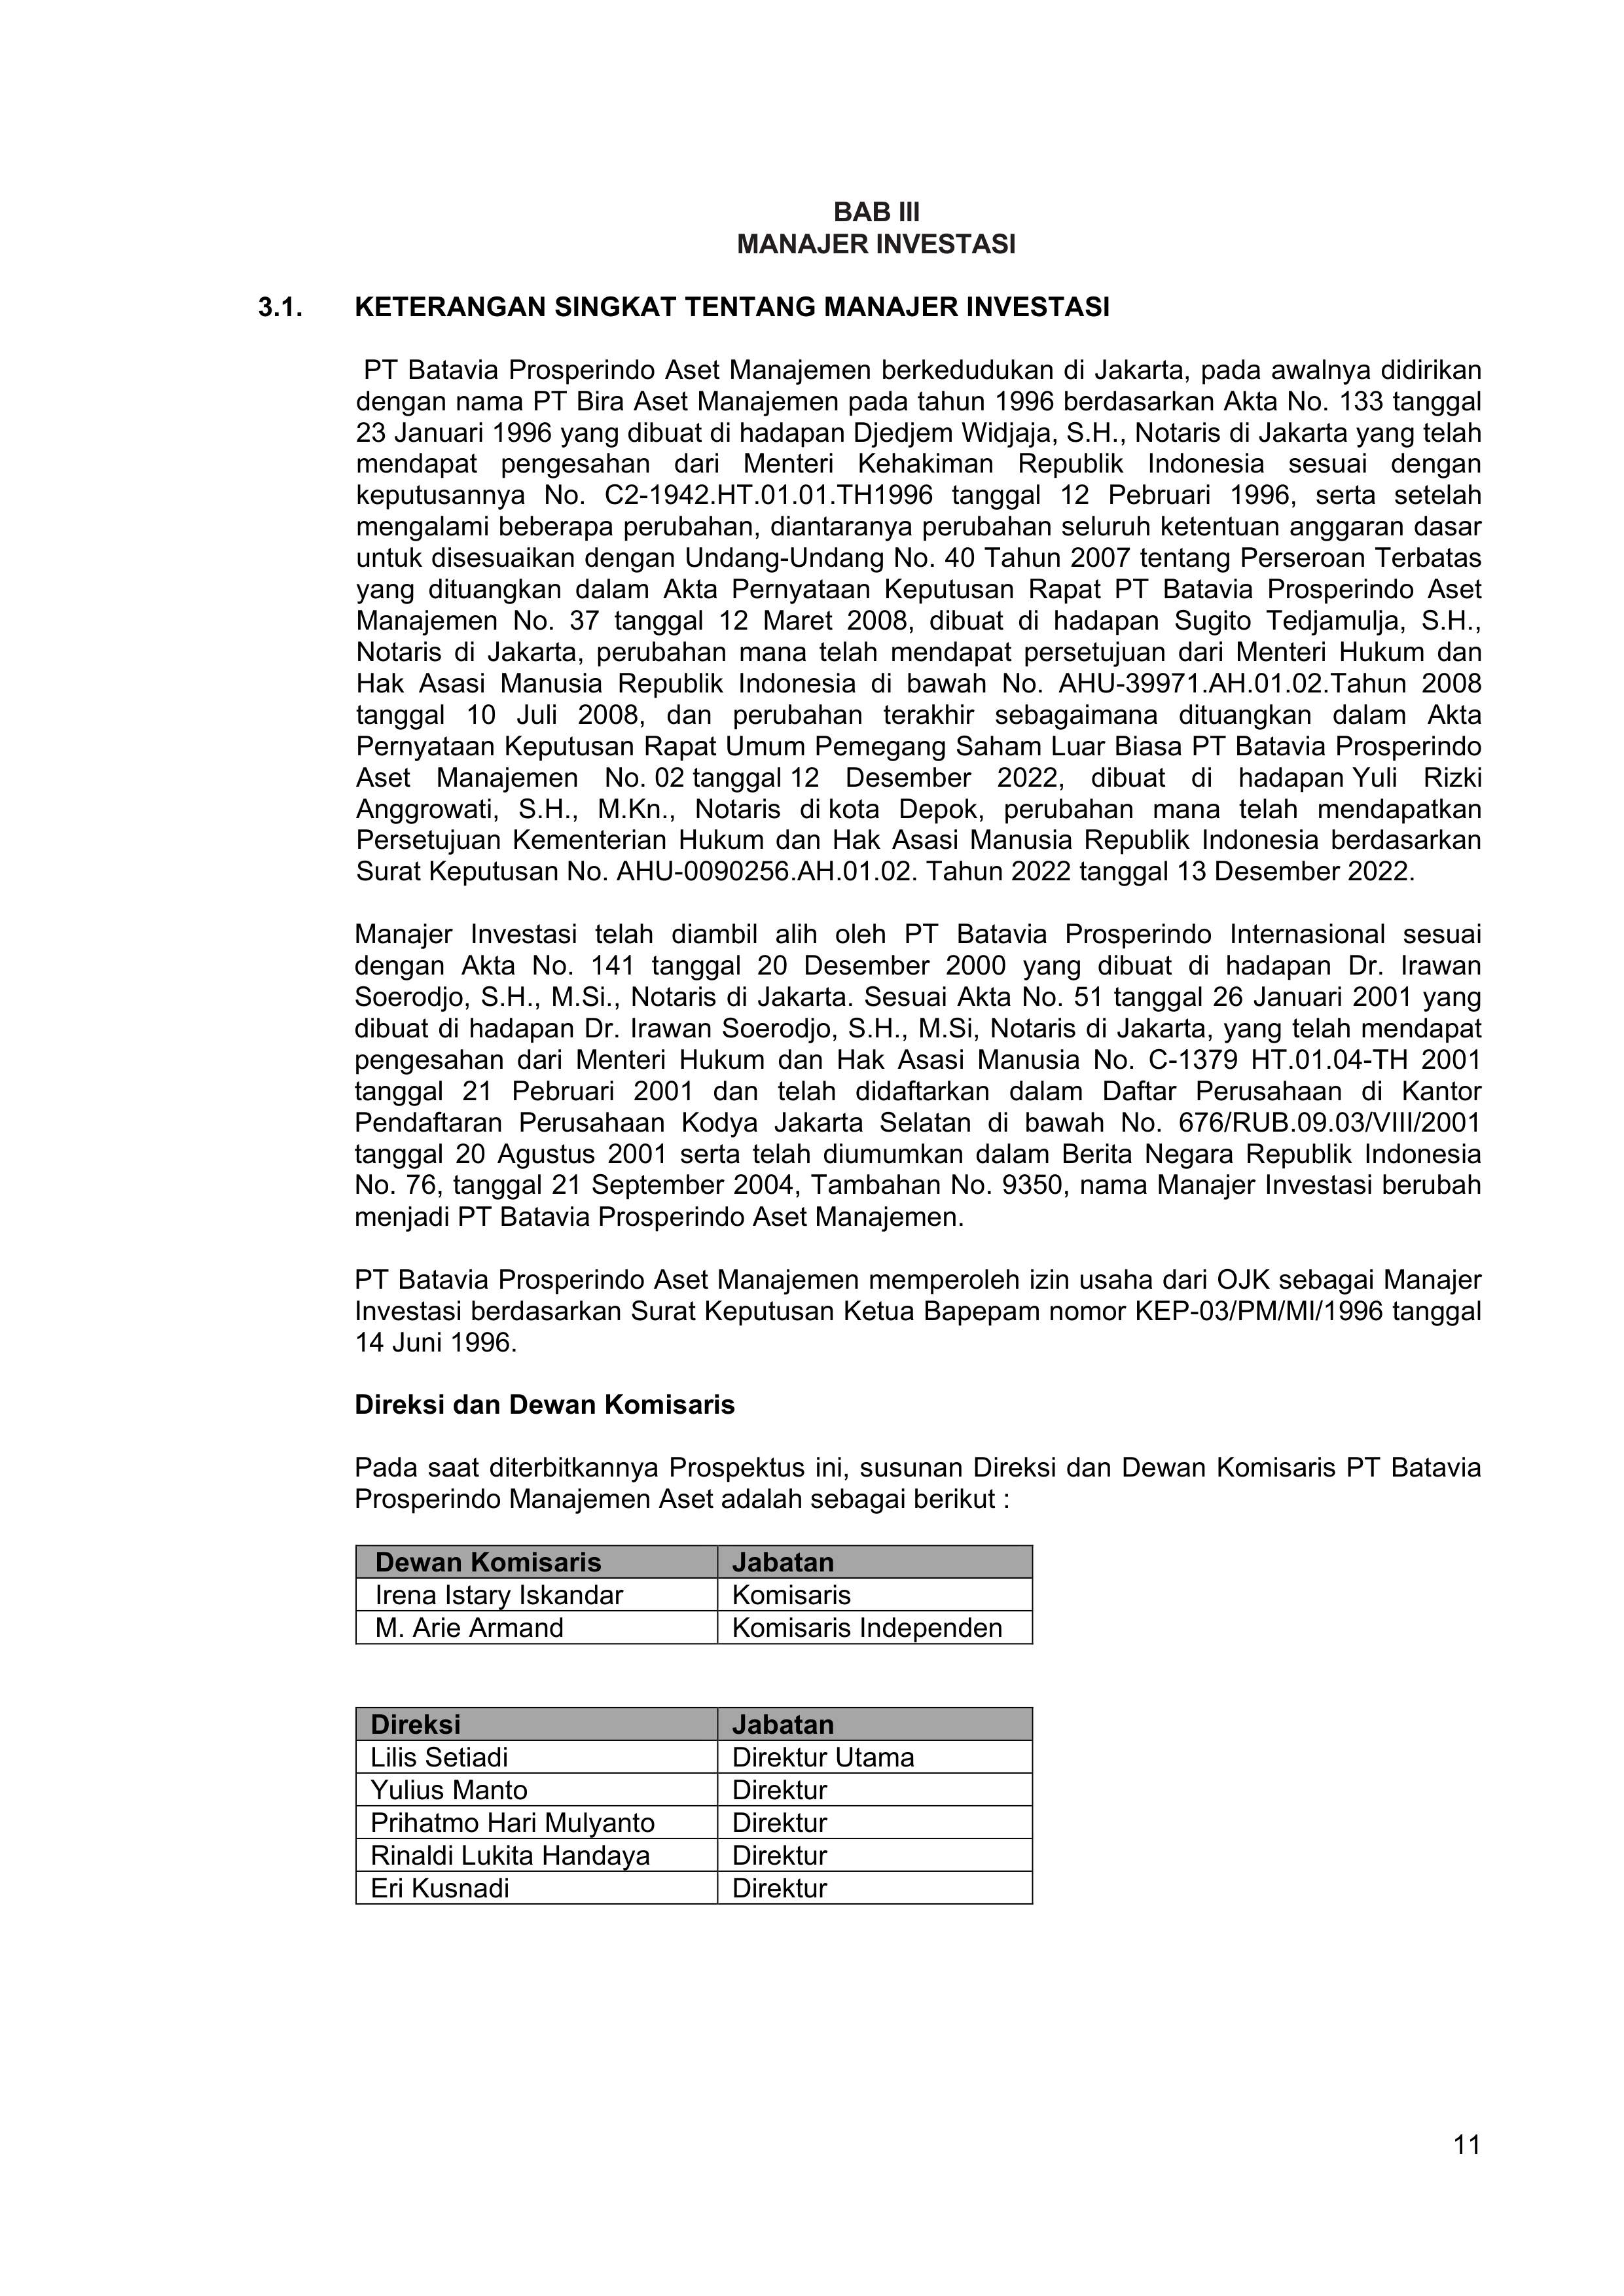 BAB III
MANAJER INVESTASI
3.1. KETERANGAN SINGKAT TENTANG MANAJER INVESTASI
PT Batavia Prosperindo Aset Manajemen berkedudukan di Jakarta, pada awalnya didirikan
dengan nama PT Bira Aset Manajemen pada tahun 1996 berdasarkan Akta No. 133 tanggal
23 Januari 1996 yang dibuat di hadapan Djedjem Widjaja, S.H., Notaris di Jakarta yang telah
mendapat pengesahan dari Menteri Kehakiman Republik Indonesia sesuai dengan
keputusannya No. C2-1942.HT.01.01.TH1996 tanggal 12 Pebruari 1996, serta setelah
mengalami beberapa perubahan, diantaranya perubahan seluruh ketentuan anggaran dasar
untuk disesuaikan dengan Undang-Undang No. 40 Tahun 2007 tentang Perseroan Terbatas
yang dituangkan dalam Akta Pernyataan Keputusan Rapat PT Batavia Prosperindo Aset
Manajemen No. 37 tanggal 12 Maret 2008, dibuat di hadapan Sugito Tedjamulja, S.H.,
Notaris di Jakarta, perubahan mana telah mendapat persetujuan dari Menteri Hukum dan
Hak Asasi Manusia Republik Indonesia di bawah No. AHU-39971.AH.01.02.Tahun 2008
tanggal 10 Juli 2008, dan perubahan terakhir sebagaimana dituangkan dalam Akta
Pernyataan Keputusan Rapat Umum Pemegang Saham Luar Biasa PT Batavia Prosperindo
Aset Manajemen No. 02 tanggal 12 Desember 2022, dibuat di hadapan Yuli Rizki
Anggrowati, S.H., M.Kn., Notaris di kota Depok, perubahan mana telah mendapatkan
Persetujuan Kementerian Hukum dan Hak Asasi Manusia Republik Indonesia berdasarkan
Surat Keputusan No. AHU-0090256.AH.01.02. Tahun 2022 tanggal 13 Desember 2022.
Manajer Investasi telah diambil alih oleh PT Batavia Prosperindo Internasional sesuai
dengan Akta No. 141 tanggal 20 Desember 2000 yang dibuat di hadapan Dr. Irawan
Soerodjo, S.H., M.Si., Notaris di Jakarta. Sesuai Akta No. 51 tanggal 26 Januari 2001 yang
dibuat di hadapan Dr. Irawan Soerodjo, S.H., M.Si, Notaris di Jakarta, yang telah mendapat
pengesahan dari Menteri Hukum dan Hak Asasi Manusia No. C-1379 HT.01.04-TH 2001
tanggal 21 Pebruari 2001 dan telah didaftarkan dalam Daftar Perusahaan di Kantor
Pendaftaran Perusahaan Kodya Jakarta Selatan di bawah No. 676/RUB.09.03/VIII/2001
tanggal 20 Agustus 2001 serta telah diumumkan dalam Berita Negara Republik Indonesia
No. 76, tanggal 21 September 2004, Tambahan No. 9350, nama Manajer Investasi berubah
menjadi PT Batavia Prosperindo Aset Manajemen.
PT Batavia Prosperindo Aset Manajemen memperoleh izin usaha dari OJK sebagai Manajer
Investasi berdasarkan Surat Keputusan Ketua Bapepam nomor KEP-03/PM/MI/1996 tanggal
14 Juni 1996.
Direksi dan Dewan Komisaris
Pada saat diterbitkannya Prospektus ini, susunan Direksi dan Dewan Komisaris PT Batavia
Prosperindo Manajemen Aset adalah sebagai berikut :
Dewan Komisaris Jabatan
Irena Istary Iskandar Komisaris
M. Arie Armand Komisaris Independen
Direksi Jabatan
Lilis Setiadi Direktur Utama
Yulius Manto Direktur
Prihatmo Hari Mulyanto Direktur
Rinaldi Lukita Handaya Direktur
Eri Kusnadi Direktur
11